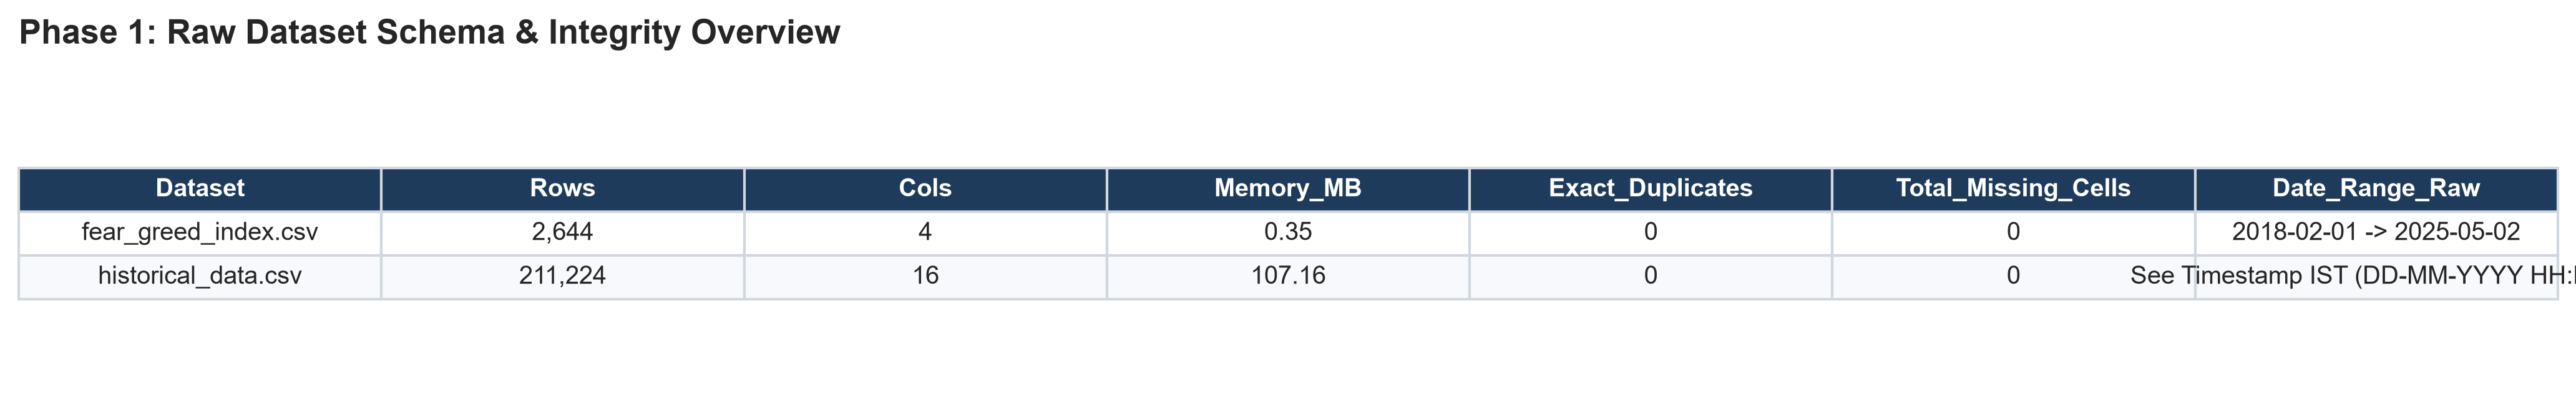 Phase 1: Raw Dataset Schema & Integrity Overview
Dataset Rows Cols Memory_MB Exact_Duplicates Total_Missing_Cells Date_Range_Raw
fear_greed_index.csv 2,644 4 0.35 0 0 2018-02-01 -> 2025-05-02
historical_data.csv 211,224 16 107.16 0 0 See Timestamp IST (DD-MM-YYYY HH: